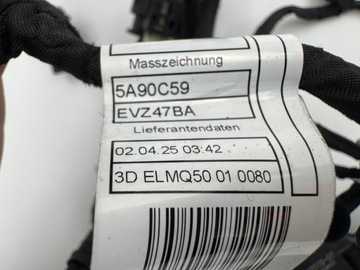 Masszeichnung
5A90C59
EVZ47BA
Lieferantendaten
02.04.25 03:42
3D ELMQ50 01 0080